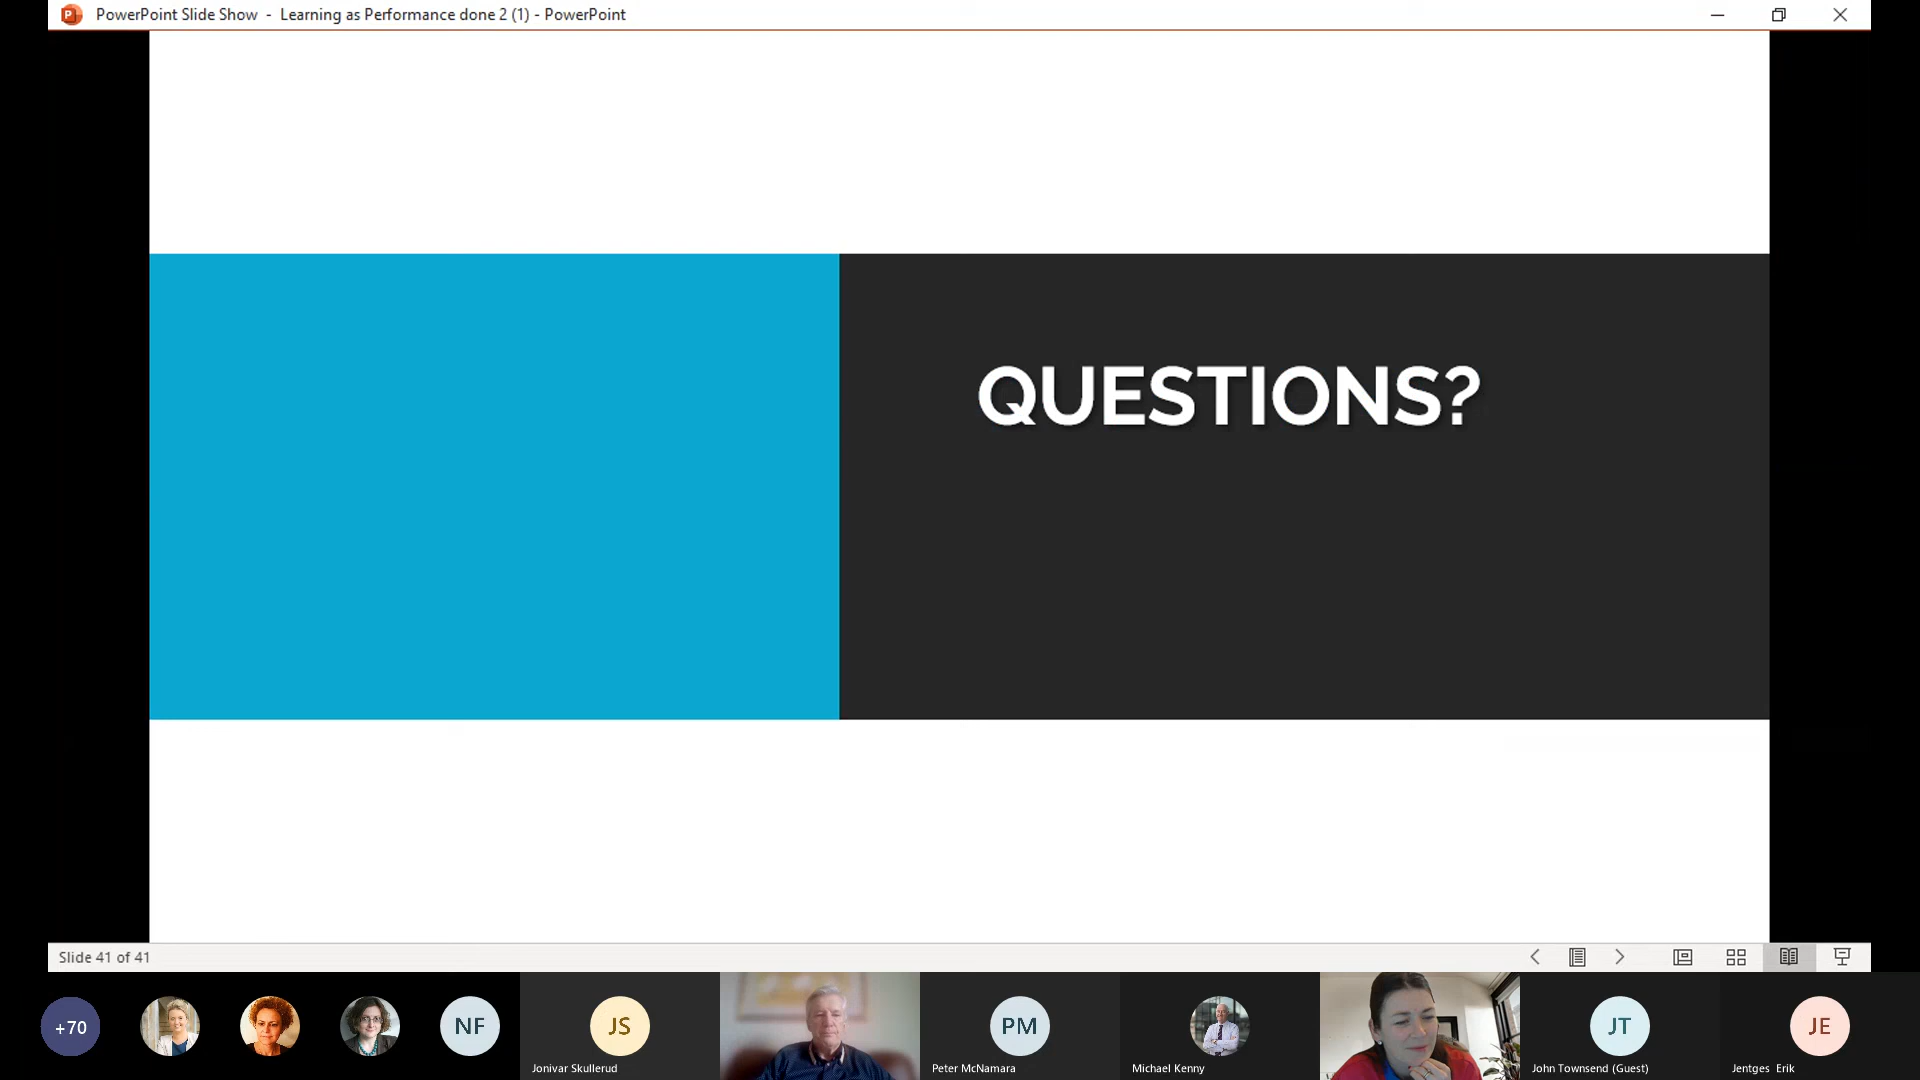 PowerPoint Slide Show - Learning as Performance done 2 (1) - PowerPoint
QUESTIONS?
Slide 41 of 41
+70
NF
JS
PM
JT
JE
Jonivar Skullerud
Peter McNamara
Michael Kenny
John Townsend (Guest)
Jentges Erik